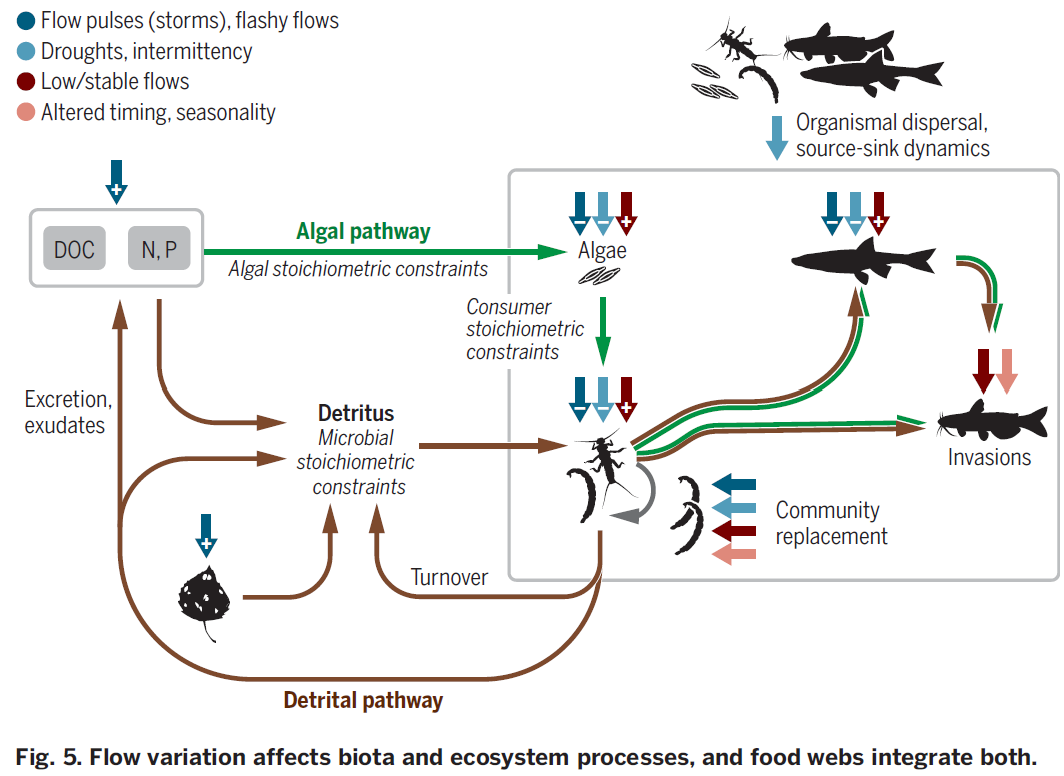 Flow pulses (storms), flashy flows
Droughts, intermittency
Low/stable flows
Altered timing, seasonality
Organismal dispersal,
source-sink dynamics
+
DOC
N, P
Algal pathway
Algal stoichiometric constraints
− − +
Algae
− − +
Consumer
stoichiometric
constraints
− − +
Excretion,
exudates
Detritus
Microbial
stoichiometric
constraints
Invasions
Community
replacement
+
Turnover
Detrital pathway
Fig. 5. Flow variation affects biota and ecosystem processes, and food webs integrate both.